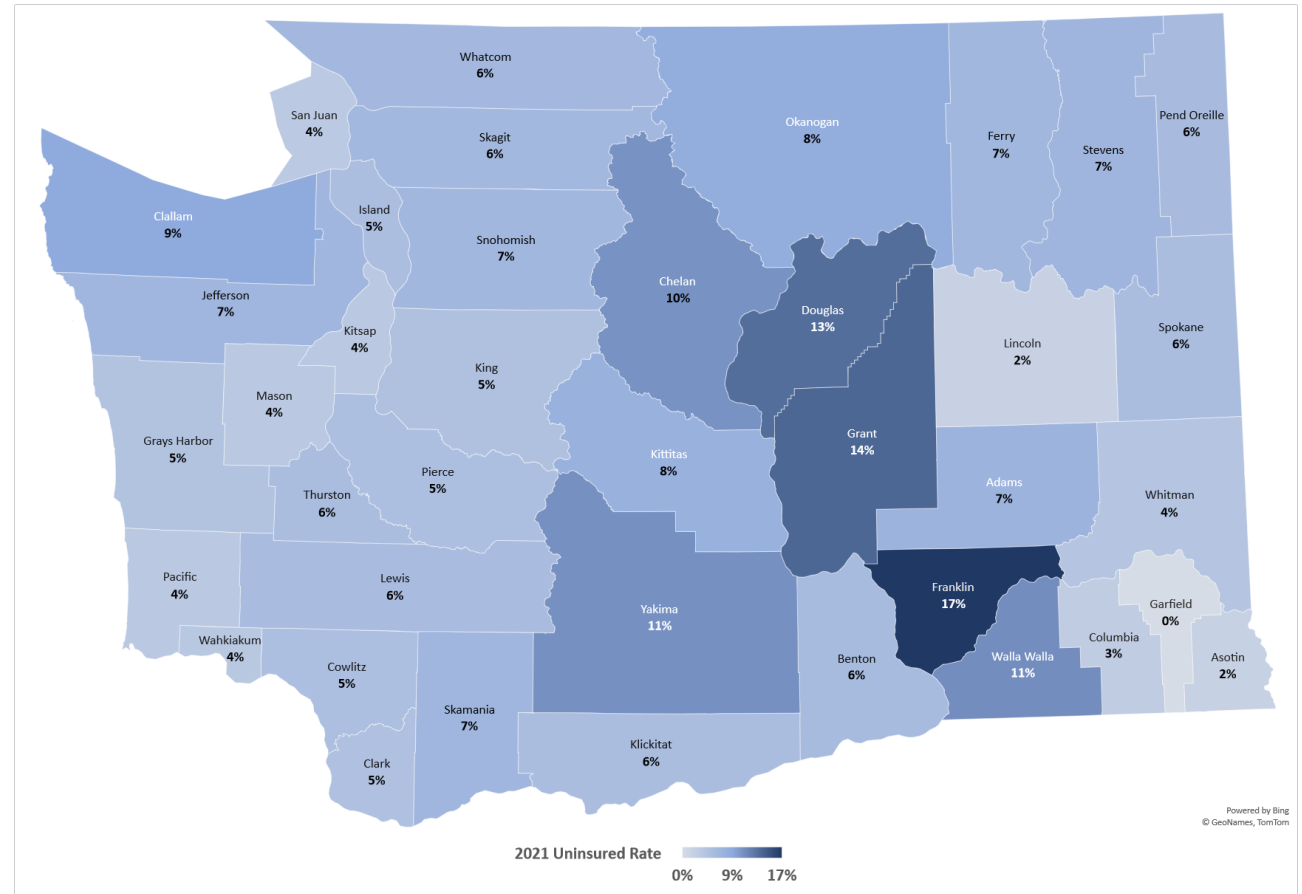 Whatcom
6%
San Juan
4%
Skagit
6%
Okanogan
8%
Ferry
7%
Stevens
7%
Pend Oreille
6%
Clallam
9%
Island
5%
Snohomish
7%
Chelan
10%
Jefferson
7%
Kitsap
4%
Douglas
13%
Lincoln
2%
Spokane
6%
King
5%
Mason
4%
Grays Harbor
5%
Grant
14%
Kittitas
8%
Pierce
5%
Thurston
6%
Adams
7%
Whitman
4%
Pacific
4%
Lewis
6%
Yakima
11%
Franklin
17%
Garfield
0%
Wahkiakum
4%
Columbia
3%
Cowlitz
5%
Benton
6%
Walla Walla
11%
Asotin
2%
Skamania
7%
Klickitat
6%
Clark
5%
Powered by Bing
© GeoNames, TomTom
2021 Uninsured Rate
0% 9% 17%